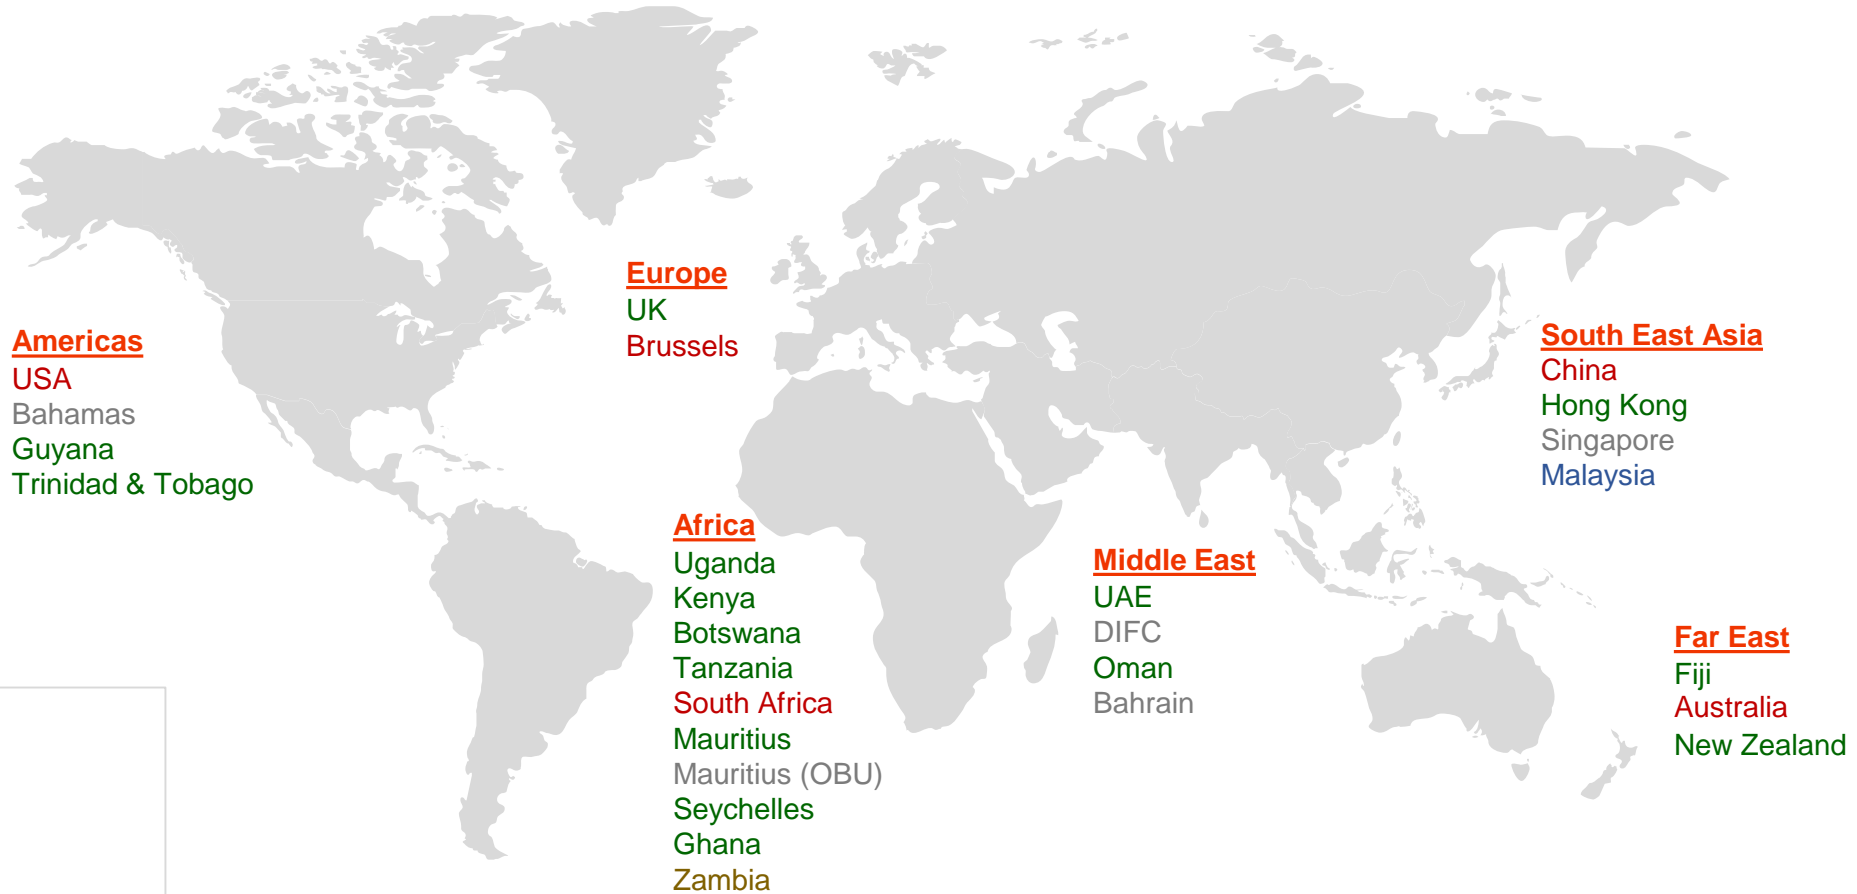 Americas
USA
Bahamas
Guyana
Trinidad & Tobago
Europe
UK
Brussels
Africa
Uganda
Kenya
Botswana
Tanzania
South Africa
Mauritius
Mauritius (OBU)
Seychelles
Ghana
Zambia
Middle East
UAE
DIFC
Oman
Bahrain
South East Asia
China
Hong Kong
Singapore
Malaysia
Far East
Fiji
Australia
New Zealand